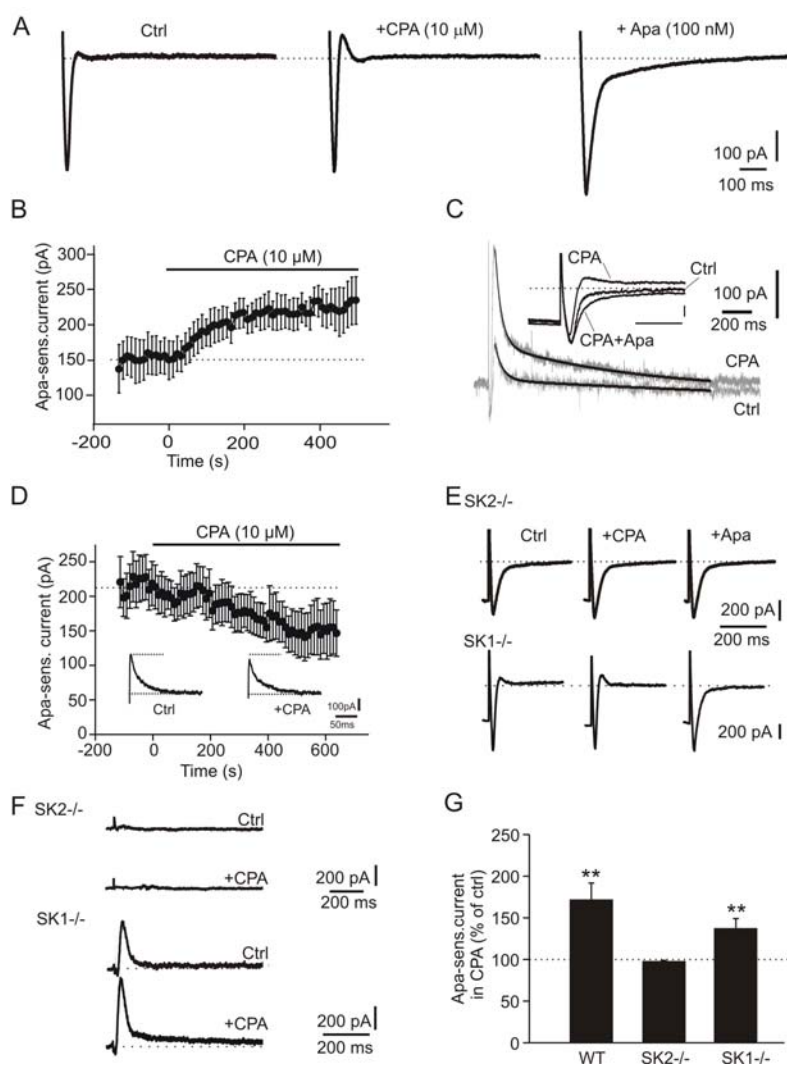 A
Ctrl
+CPA (10 µM)
+ Apa (100 nM)
100 pA
100 ms
B
CPA (10 µM)
Apa-sens.current (pA)
300
250
200
150
100
-200
0
200
400
Time (s)
C
CPA
Ctrl
CPA+Apa
100 pA
200 ms
CPA
Ctrl
D
CPA (10 µM)
Apa-sens. current (pA)
250
200
150
100
50
0
Ctrl
+CPA
100pA
50ms
-200
0
200
400
600
Time (s)
E
SK2-/-
Ctrl
+CPA
+Apa
200 pA
200 ms
SK1-/-
200 pA
F
SK2-/-
Ctrl
+CPA
200 pA
200 ms
SK1-/-
Ctrl
+CPA
200 pA
200 ms
G
Apa-sens.current
in CPA (% of ctrl)
250
200
150
100
50
0
**
**
WT
SK2-/-
SK1-/-